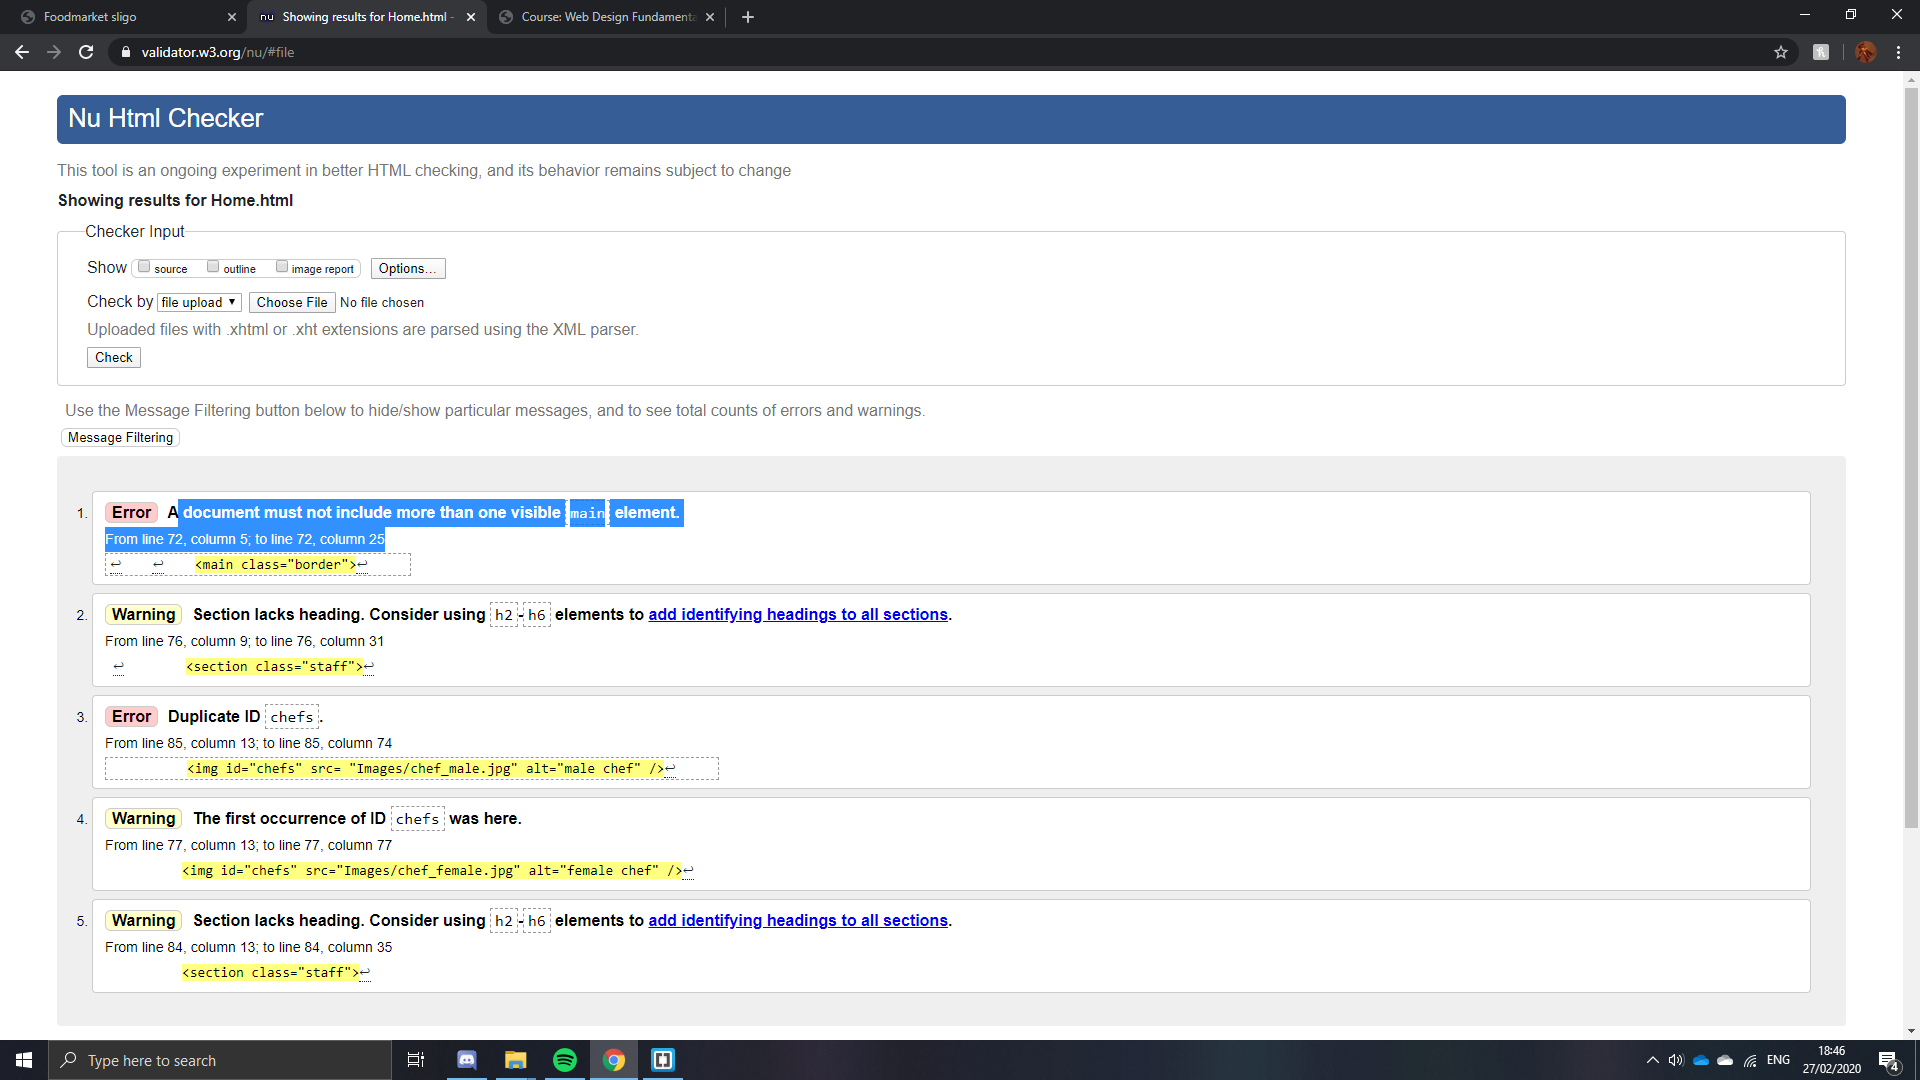 Foodmarket sligo
nu Showing results for Home.html -
Course: Web Design Fundamenta
validator.w3.org/nu/#file
Nu Html Checker
This tool is an ongoing experiment in better HTML checking, and its behavior remains subject to change
Showing results for Home.html
Checker Input
Show source outline image report Options...
Check by file upload Choose File No file chosen
Uploaded files with .xhtml or .xht extensions are parsed using the XML parser.
Check
Use the Message Filtering button below to hide/show particular messages, and to see total counts of errors and warnings.
Message Filtering
1. Error A document must not include more than one visible main element.
From line 72, column 5; to line 72, column 25
↩ ↩ <main class="border">↩
2. Warning Section lacks heading. Consider using h2-h6 elements to add identifying headings to all sections.
From line 76, column 9; to line 76, column 31
↩ <section class="staff">↩
3. Error Duplicate ID chefs.
From line 85, column 13; to line 85, column 74
<img id="chefs" src= "Images/chef_male.jpg" alt="male chef" />↩
4. Warning The first occurrence of ID chefs was here.
From line 77, column 13; to line 77, column 77
<img id="chefs" src="Images/chef_female.jpg" alt="female chef" />↩
5. Warning Section lacks heading. Consider using h2-h6 elements to add identifying headings to all sections.
From line 84, column 13; to line 84, column 35
<section class="staff">↩
Type here to search
ENG
18:46
27/02/2020
4